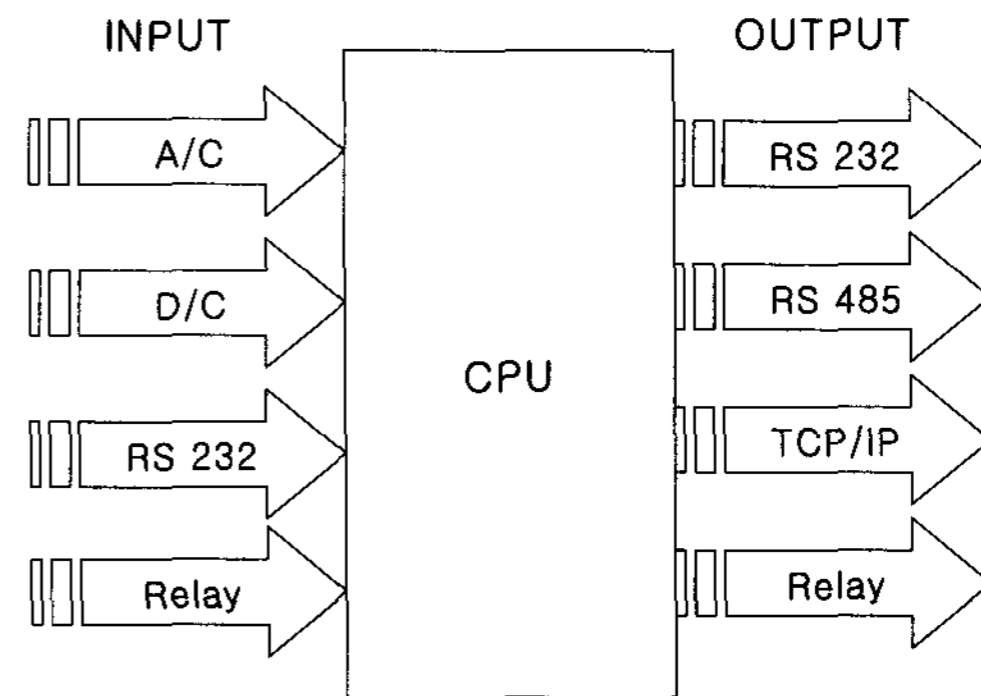 INPUT
OUTPUT
A/C
D/C
RS 232
Relay
CPU
RS 232
RS 485
TCP/IP
Relay